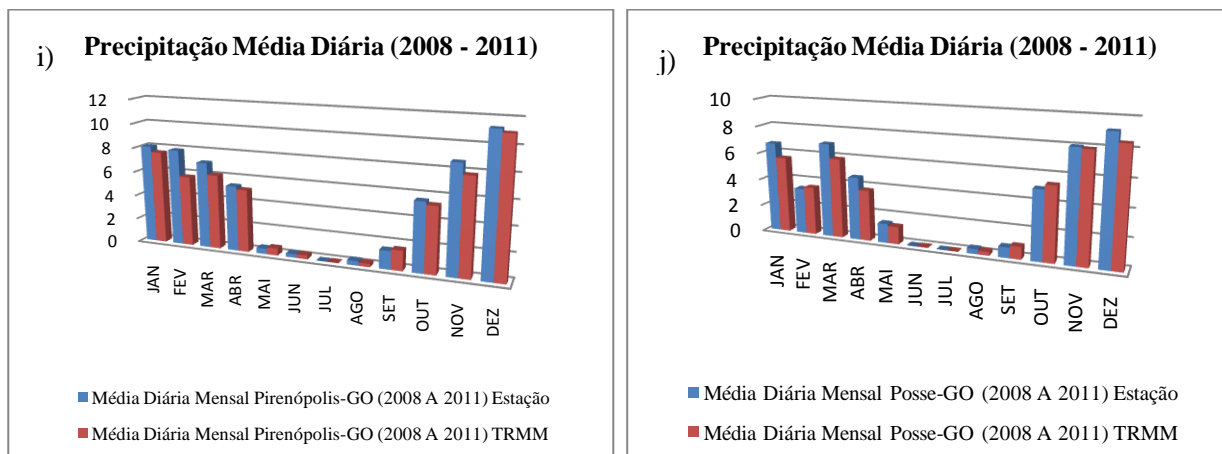 i)
Precipitação Média Diária (2008 - 2011)
12
10
8
6
4
2
0
JAN
FEV
MAR
ABR
MAI
JUN
JUL
AGO
SET
OUT
NOV
DEZ
Média Diária Mensal Pirenópolis-GO (2008 A 2011) Estação
Média Diária Mensal Pirenópolis-GO (2008 A 2011) TRMM
j)
Precipitação Média Diária (2008 - 2011)
10
8
6
4
2
0
JAN
FEV
MAR
ABR
MAI
JUN
JUL
AGO
SET
OUT
NOV
DEZ
Média Diária Mensal Posse-GO (2008 A 2011) Estação
Média Diária Mensal Posse-GO (2008 A 2011) TRMM